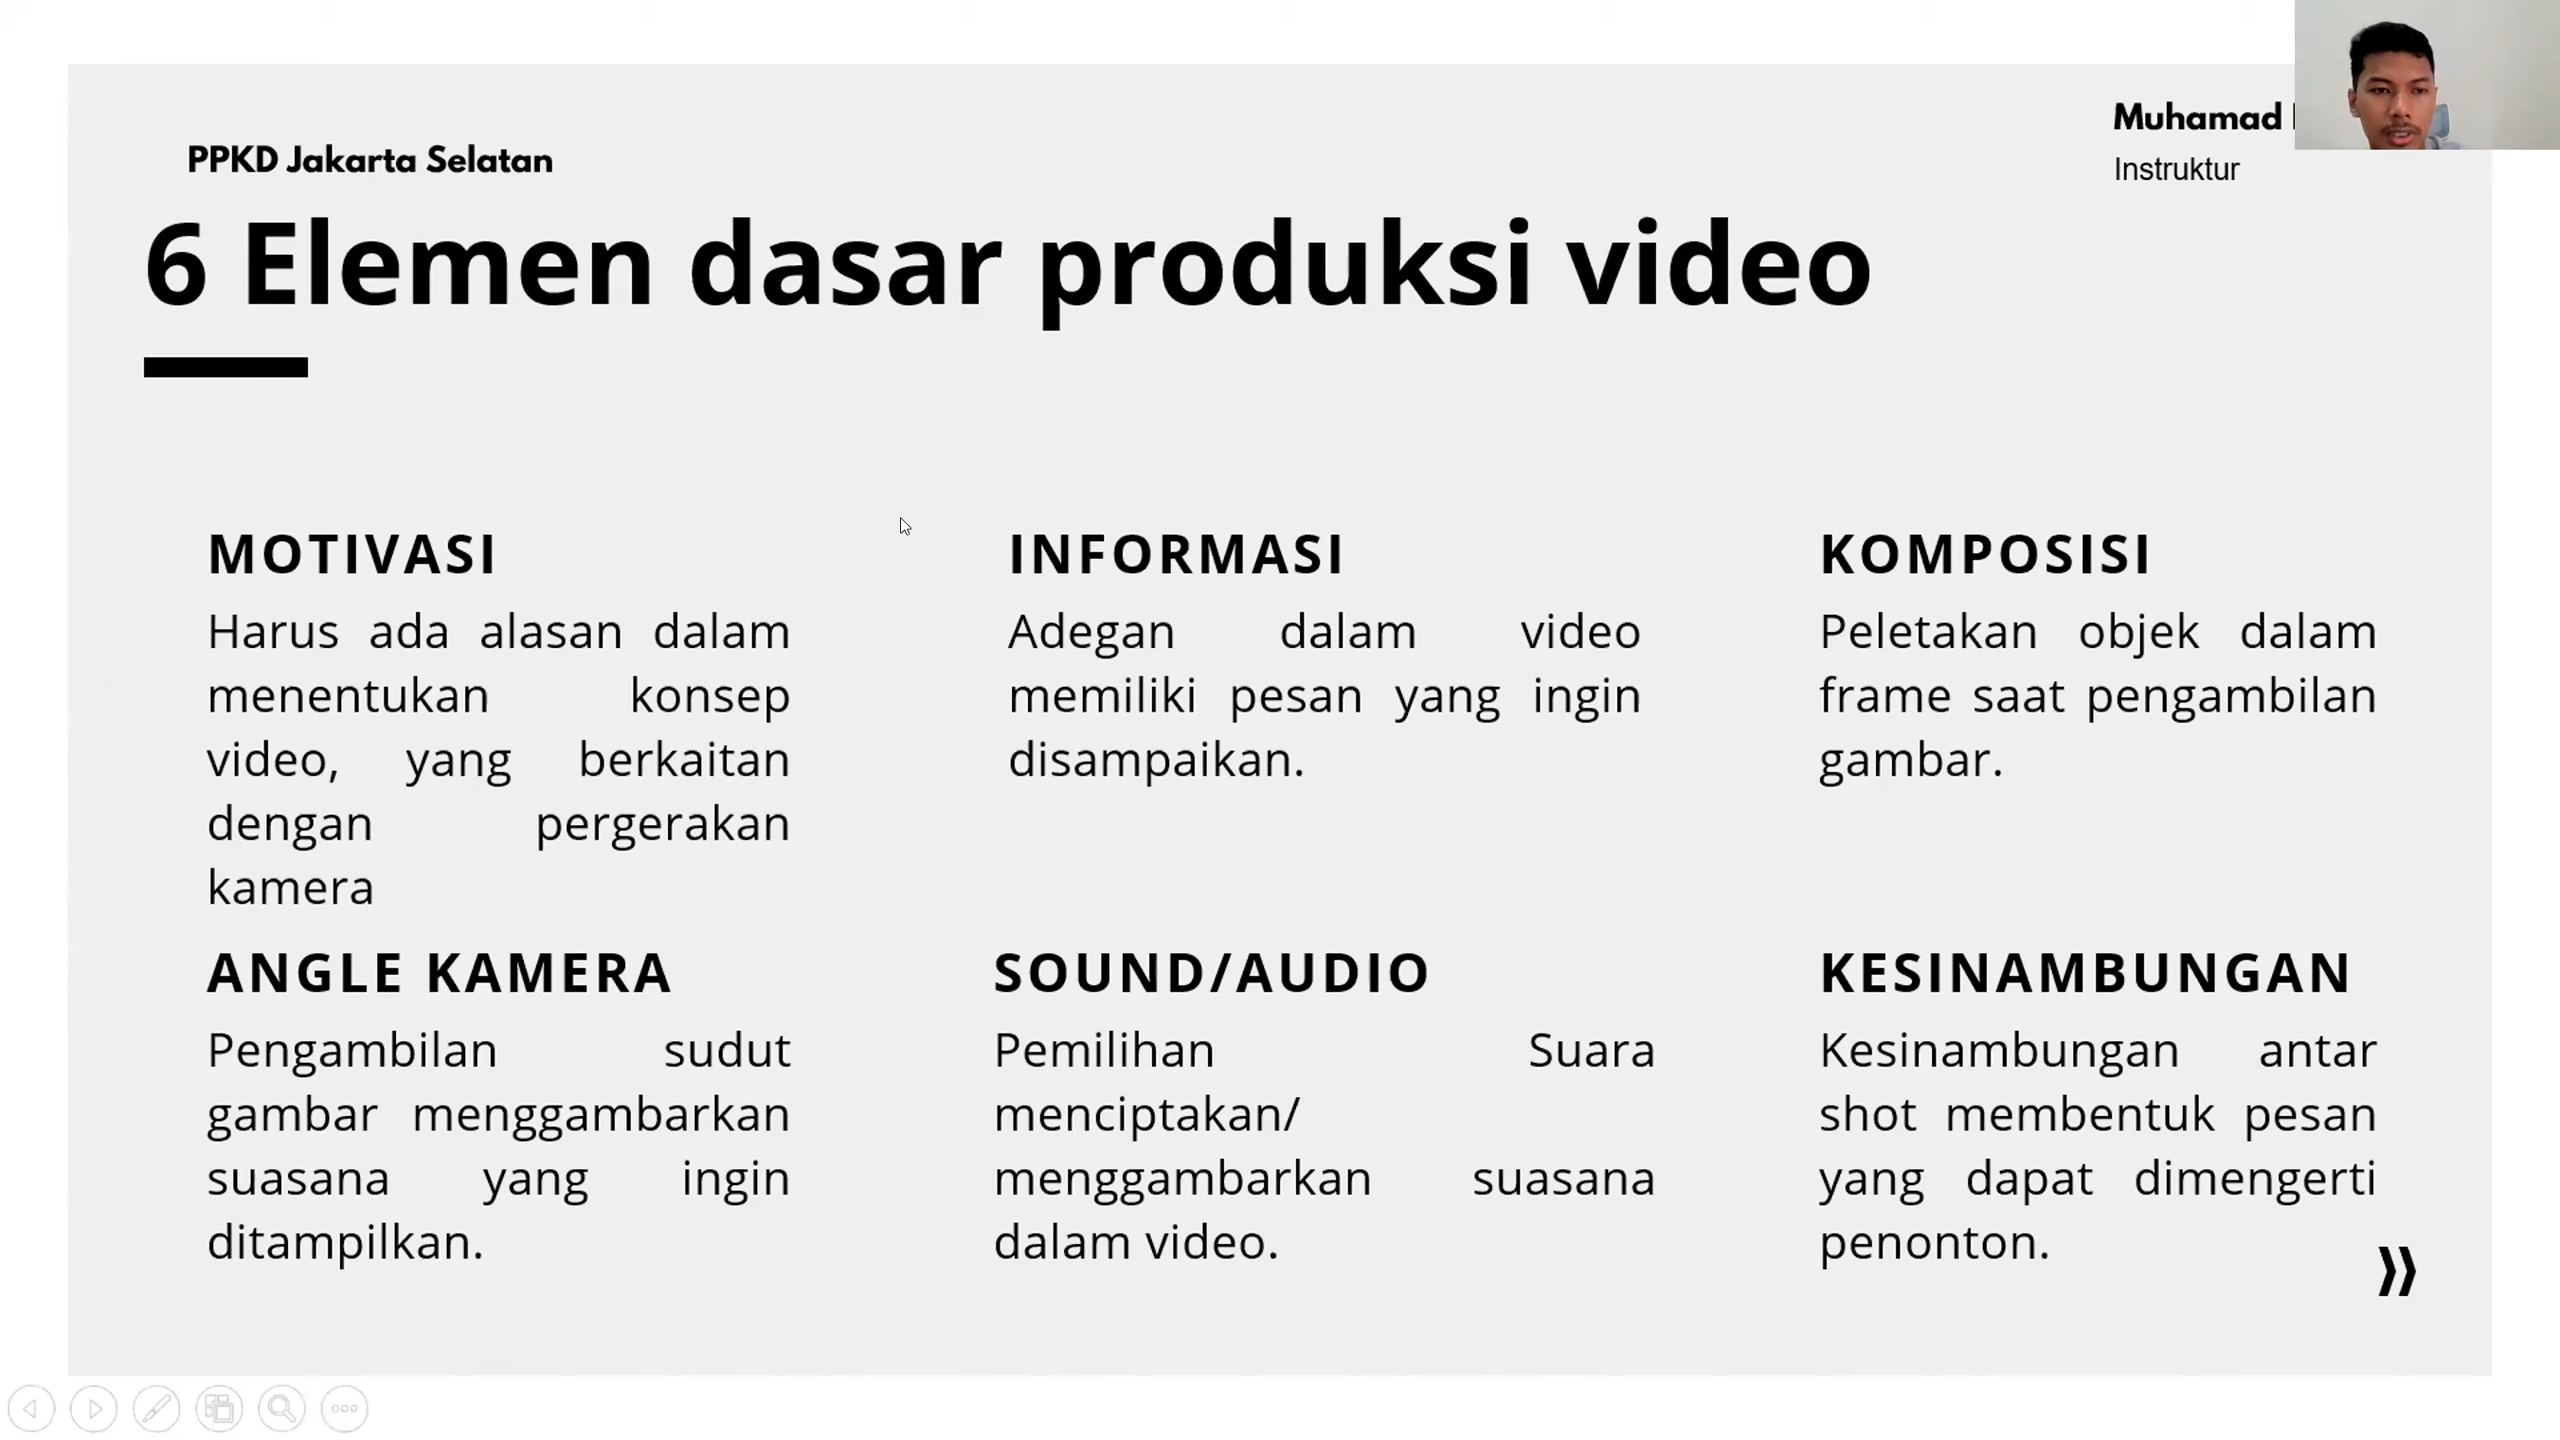 PPKD Jakarta Selatan
Muhamad
Instruktur
6 Elemen dasar produksi video
MOTIVASI
Harus ada alasan dalam
menentukan konsep
video, yang berkaitan
dengan pergerakan
kamera
INFORMASI
Adegan dalam video
memiliki pesan yang ingin
disampaikan.
KOMPOSISI
Peletakan objek dalam
frame saat pengambilan
gambar.
ANGLE KAMERA
Pengambilan sudut
gambar menggambarkan
suasana yang ingin
ditampilkan.
SOUND/AUDIO
Pemilihan Suara
menciptakan/
menggambarkan suasana
dalam video.
KESINAMBUNGAN
Kesinambungan antar
shot membentuk pesan
yang dapat dimengerti
penonton.